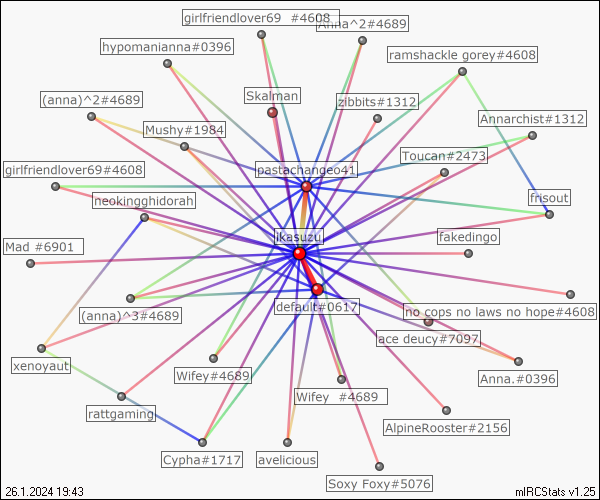 girlfriendlover69 #4608
Anna^2#4689
hypomanianna#0396
ramshackle gorey#4608
(anna)^2#4689
Skalman
zibbits#1312
Mushy#1984
Annarchist#1312
Toucan#2473
girlfriendlover69#4608
pastachangeo41
neokingghidorah
frisout
Mad #6901
ikasuzu
fakedingo
(anna)^3#4689
default#0617
no cops no laws no hope#4608
ace deucy#7097
xenoyaut
Wifey#4689
Anna.#0396
Wifey #4689
rattgaming
AlpineRooster#2156
Cypha#1717
avelicious
Soxy Foxy#5076
26.1.2024 19:43
mIRCStats v1.25